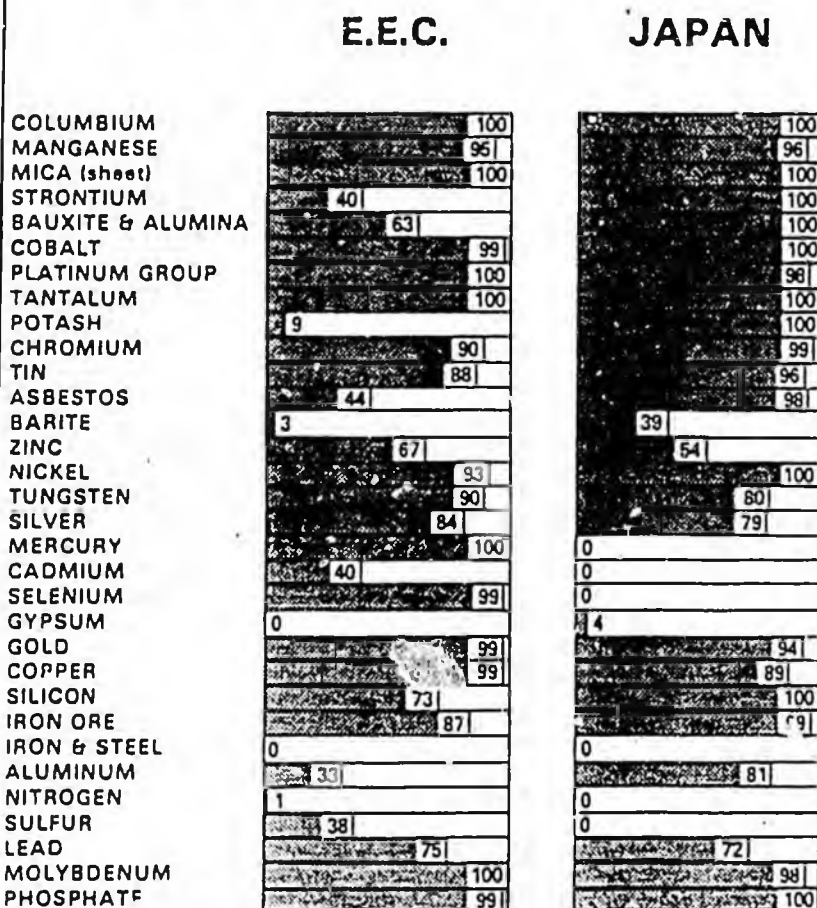 E.E.C. JAPAN
COLUMBIUM 100 100
MANGANESE 95 96
MICA (sheet) 100 100
STRONTIUM 40 100
BAUXITE & ALUMINA 63 100
COBALT 99 100
PLATINUM GROUP 100 98
TANTALUM 100 100
POTASH 9 100
CHROMIUM 90 99
TIN 88 96
ASBESTOS 44 98
BARITE 3 39
ZINC 67 54
NICKEL 93 100
TUNGSTEN 90 80
SILVER 84 79
MERCURY 100 0
CADMIUM 40 0
SELENIUM 99 0
GYPSUM 0 4
GOLD 99 94
COPPER 99 89
SILICON 73 100
IRON ORE 87
IRON & STEEL 0 0
ALUMINUM 33 81
NITROGEN 1 0
SULFUR 38 0
LEAD 75 72
MOLYBDENUM 100 98
PHOSPHATE 99 100